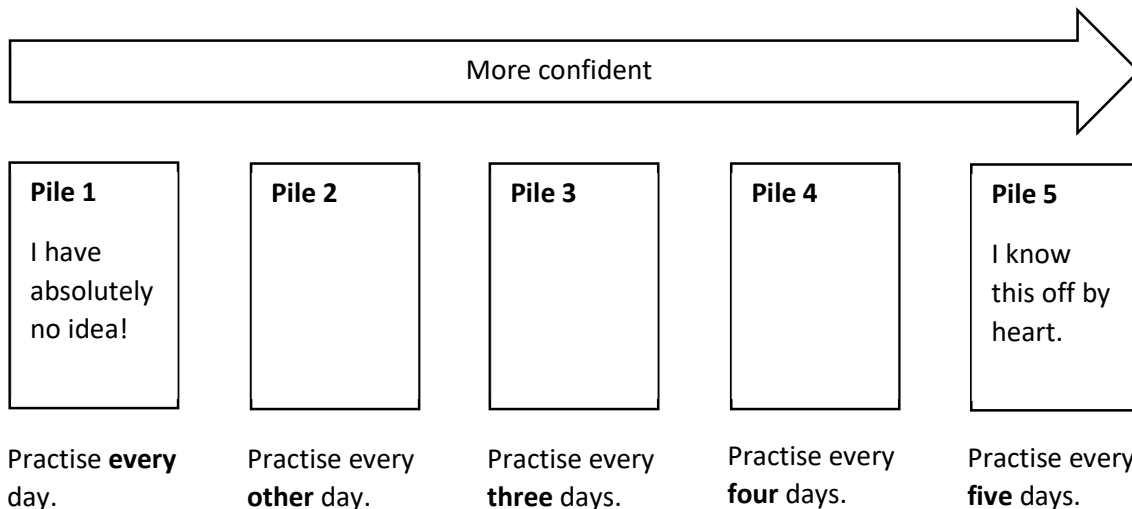 More confident
Pile 1
I have
absolutely
no idea!
Pile 2
Pile 3
Pile 4
Pile 5
I know
this off by
heart.
Practise every
day.
Practise every
other day.
Practise every
three days.
Practise every
four days.
Practise every
five days.